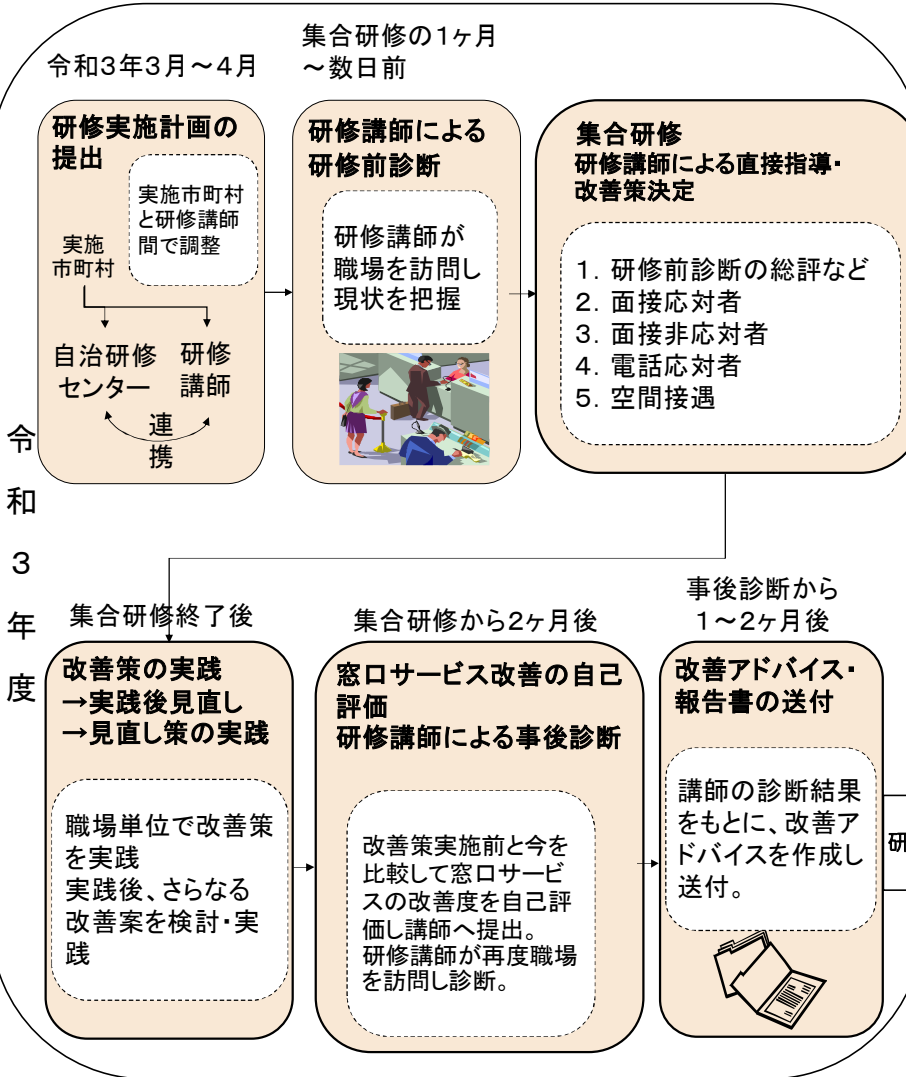 令和3年度
令和3年3月～4月
研修実施計画の
提出
実施市町村
と研修講師
間で調整
実施
市町村
自治研修
センター
研修
講師
連
携
集合研修の1ヶ月
～数日前
研修講師による
研修前診断
研修講師が
職場を訪問し
現状を把握
集合研修
研修講師による直接指導・
改善策決定
1. 研修前診断の総評など
2. 面接応対者
3. 面接非応対者
4. 電話応対者
5. 空間接遇
集合研修終了後
改善策の実践
→実践後見直し
→見直し策の実践
職場単位で改善策
を実践
実践後、さらなる
改善案を検討・実
践
集合研修から2ヶ月後
窓口サービス改善の自己
評価
研修講師による事後診断
改善策実施前と今を
比較して窓口サービ
スの改善度を自己評
価し講師へ提出。
研修講師が再度職場
を訪問し診断。
事後診断から
1～2ヶ月後
改善アドバイス・
報告書の送付
講師の診断結果
をもとに、改善ア
ドバイスを作成し
送付。
研